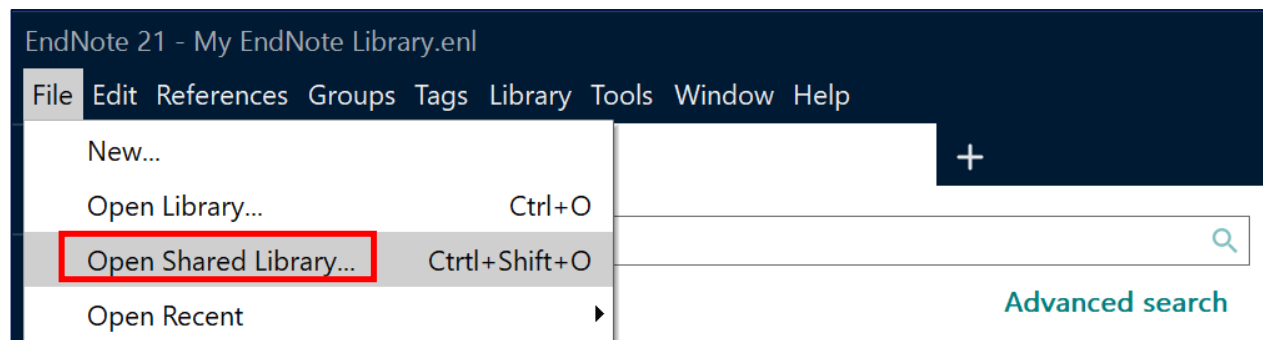 EndNote 21 - My EndNote Library.enl
File Edit References Groups Tags Library Tools Window Help
New...
Open Library... Ctrl+O
Open Shared Library... Ctrtl+Shift+O
Open Recent
Advanced search